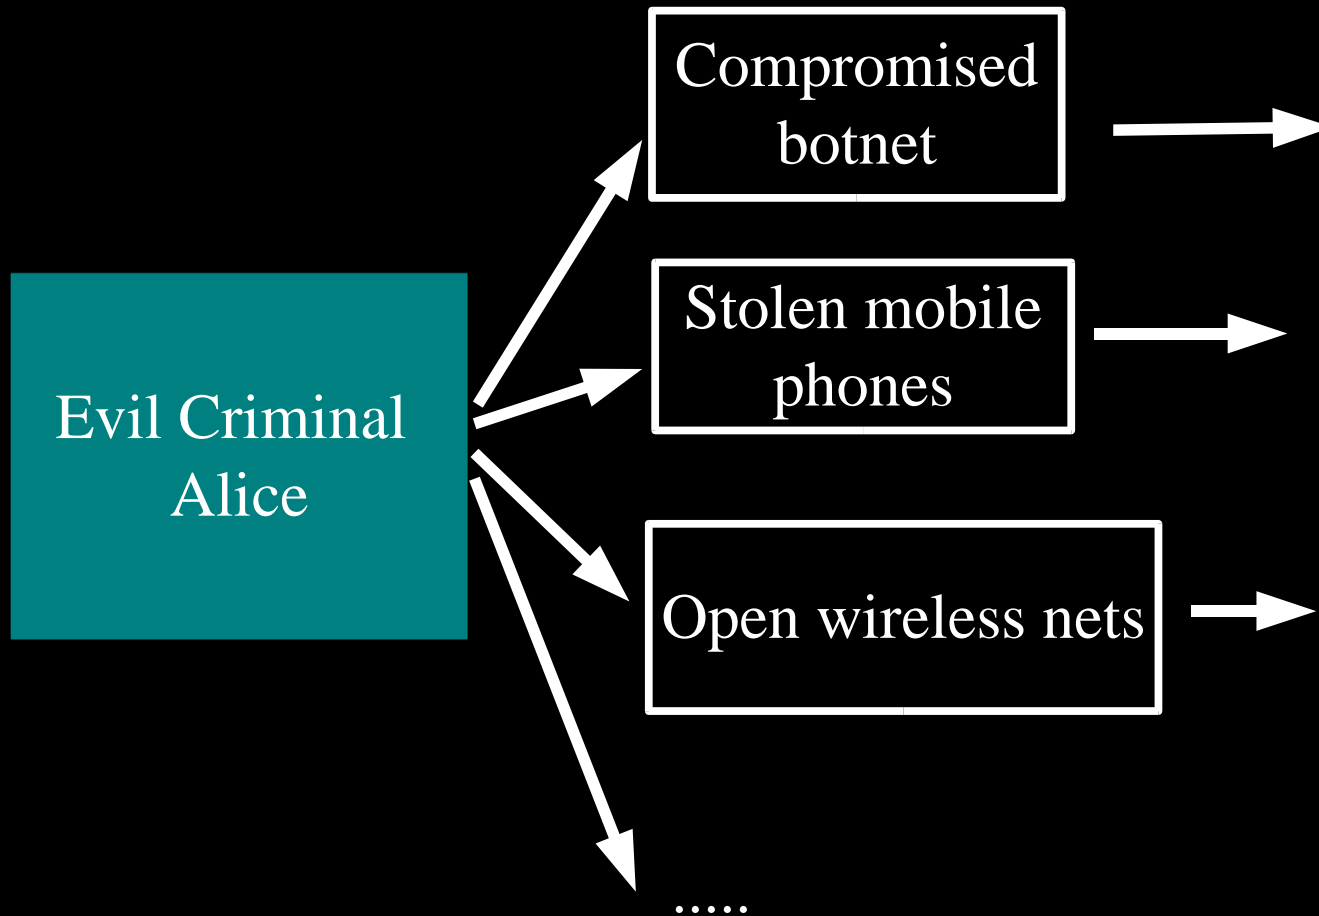 Compromised
botnet
Stolen mobile
phones
Evil Criminal
Alice
Open wireless nets
.....